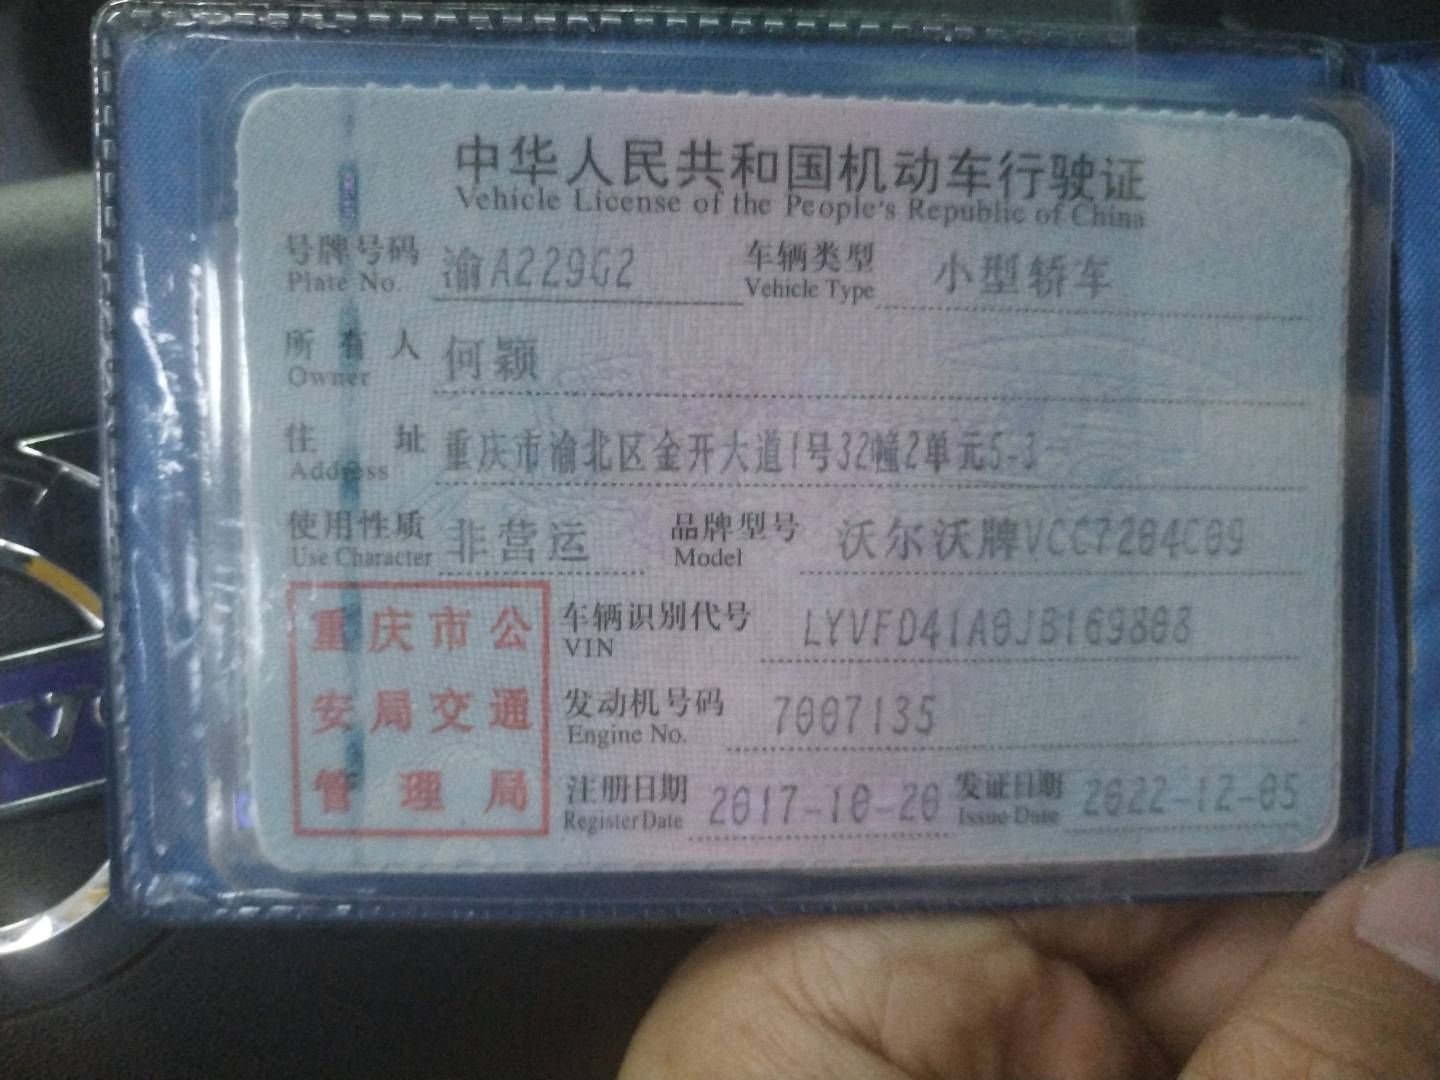 中华人民共和国机动车行驶证
Vehicle License of the People's Republic of China
号牌号码 渝A229G2 车辆类型 小型轿车
Plate No. Vehicle Type
所有人 何颖
Owner
住址 重庆市渝北区金开大道1号32幢2单元5-3
Address
使用性质 非营运 品牌型号 沃尔沃牌VCC7204C09
Use Character Model
重庆市公
安局交通
管理局
车辆识别代号 LYVFD41A0JB169808
VIN
发动机号码 7007135
Engine No.
注册日期 2017-10-20 发证日期 2022-12-05
Register Date Issue Date